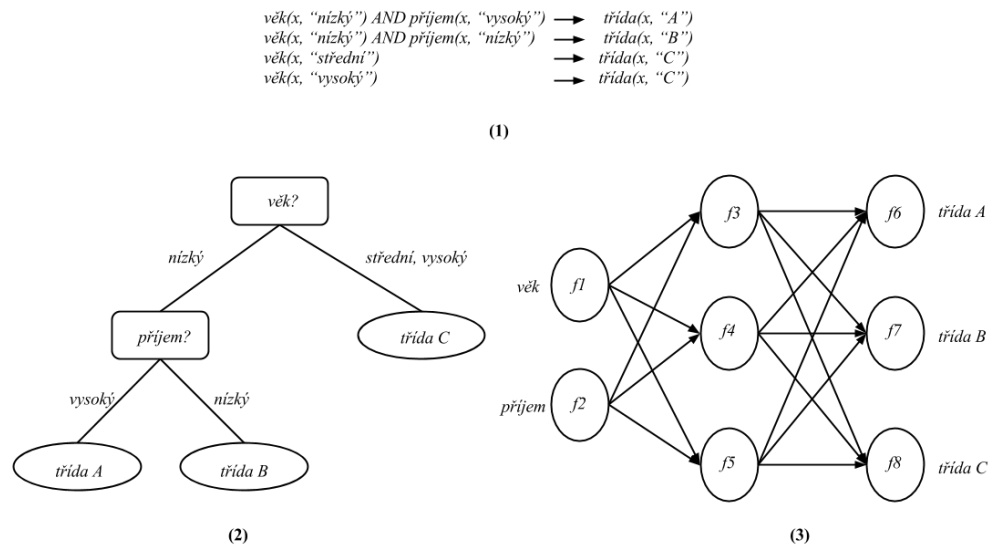 věk(x, “nízký”) AND příjem(x, “vysoký”) → třída(x, “A”)
věk(x, “nízký”) AND příjem(x, “nízký”) → třída(x, “B”)
věk(x, “střední”) → třída(x, “C”)
věk(x, “vysoký”) → třída(x, “C”)
(1)
věk?
nízký
střední, vysoký
příjem?
třída C
vysoký
nízký
třída A
třída B
(2)
věk
příjem
f1
f2
f3
f4
f5
f6
třída A
f7
třída B
f8
třída C
(3)